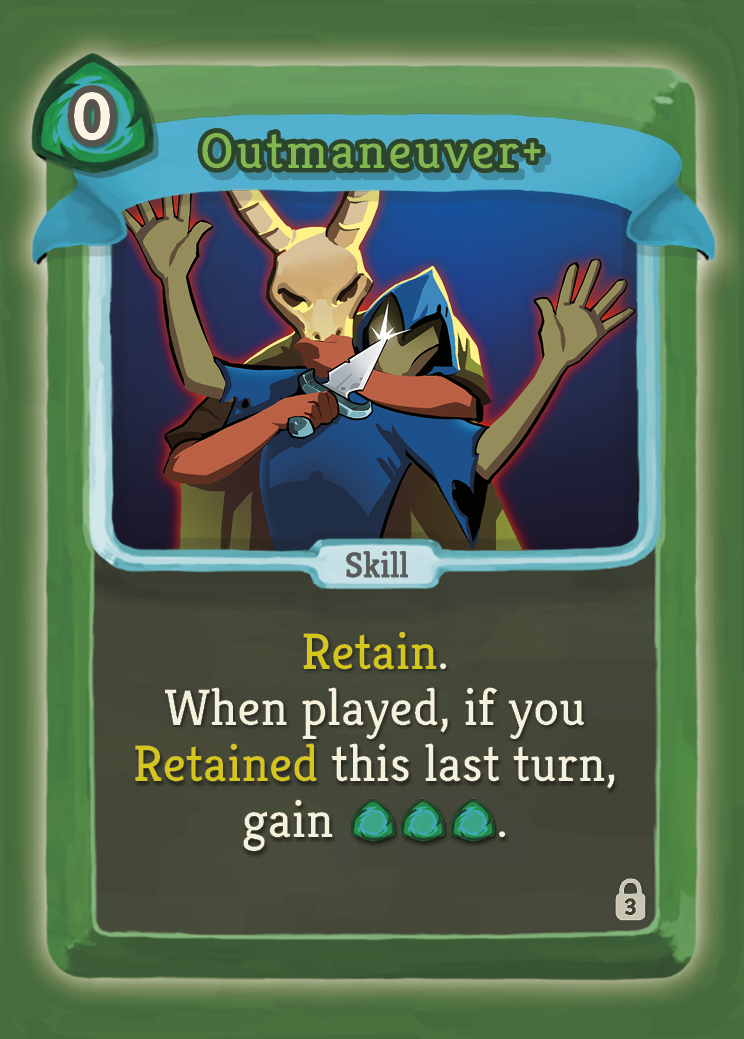 0
Outmaneuver+
Skill
Retain.
When played, if you
Retained this last turn,
gain .
3